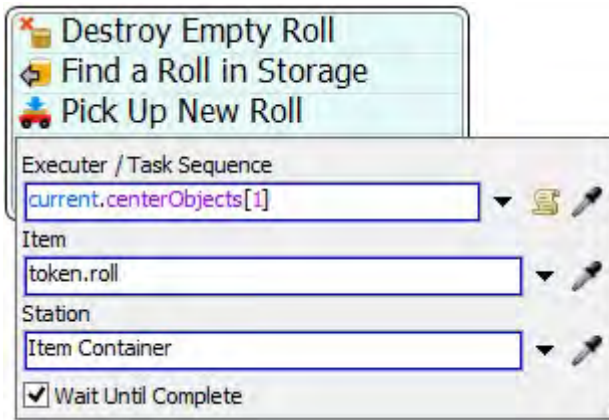 Destroy Empty Roll
Find a Roll in Storage
Pick Up New Roll
Executer / Task Sequence
current.centerObjects[1]
Item
token.roll
Station
Item Container
Wait Until Complete